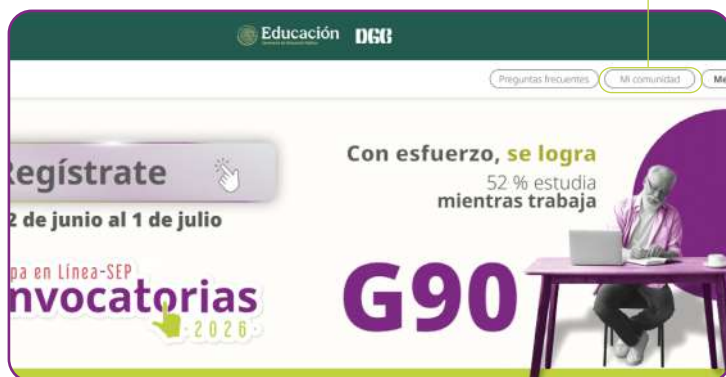 Educación DGB
Preguntas frecuentes
Mi comunidad
Me
Regístrate
2 de junio al 1 de julio
pa en Línea-SEP
nvocatorias
2026
Con esfuerzo, se logra
52 % estudia
mientras trabaja
G90